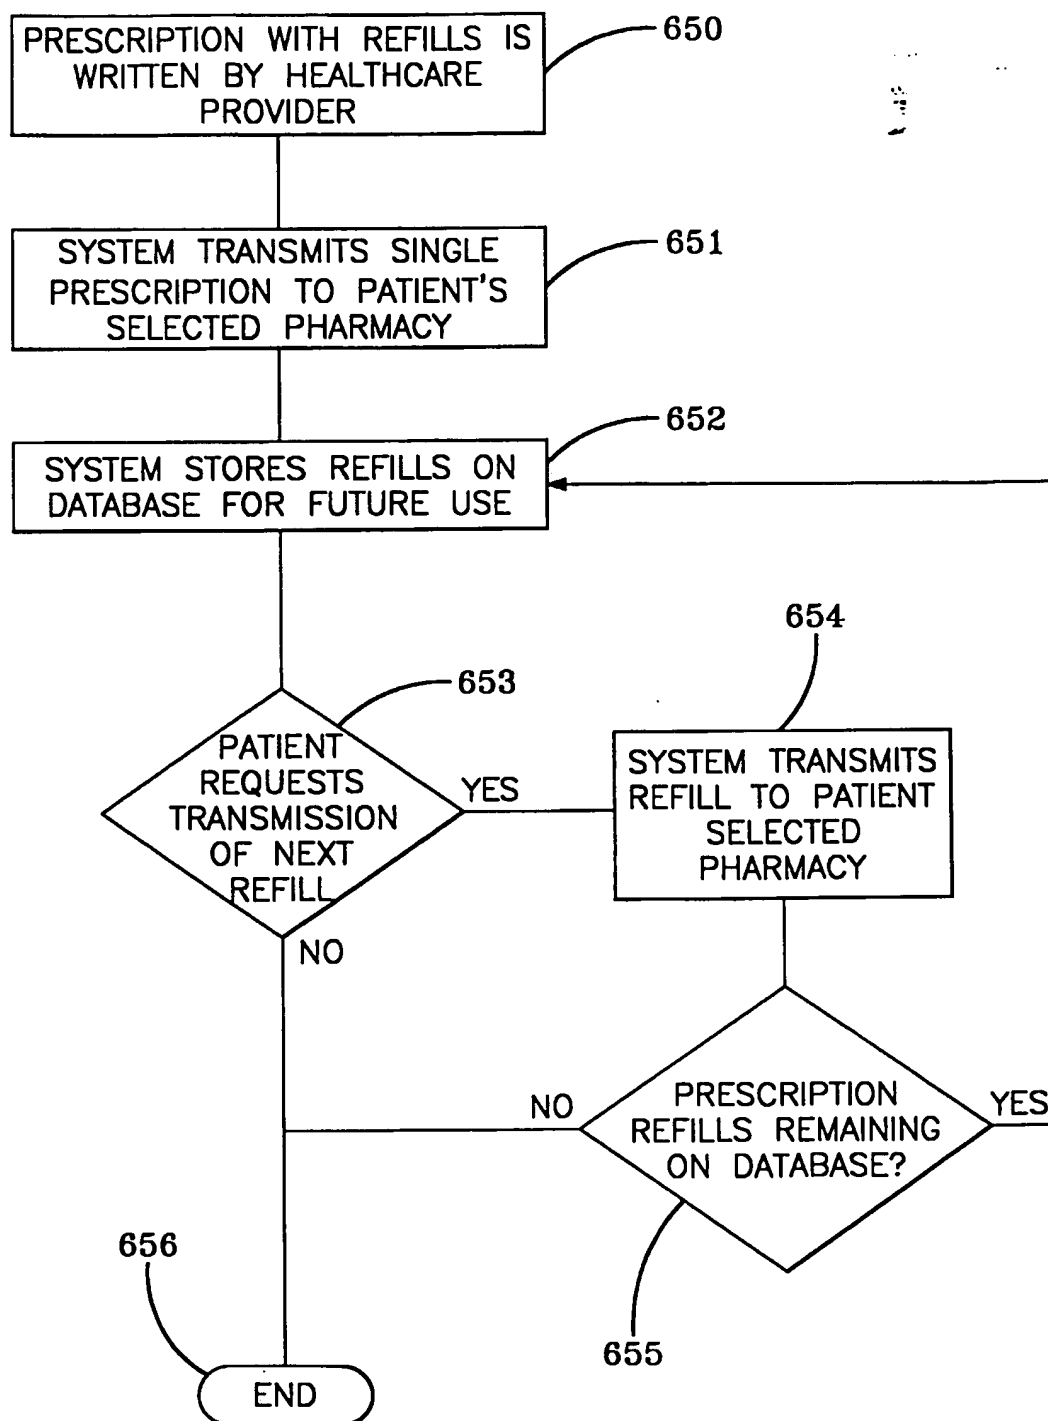 PRESCRIPTION WITH REFILLS IS
WRITTEN BY HEALTHCARE
PROVIDER
650
SYSTEM TRANSMITS SINGLE
PRESCRIPTION TO PATIENT'S
SELECTED PHARMACY
651
SYSTEM STORES REFILLS ON
DATABASE FOR FUTURE USE
652
PATIENT
REQUESTS
TRANSMISSION
OF NEXT
REFILL
653
YES
NO
654
SYSTEM TRANSMITS
REFILL TO PATIENT
SELECTED
PHARMACY
PRESCRIPTION
REFILLS REMAINING
ON DATABASE?
NO
YES
655
656
END